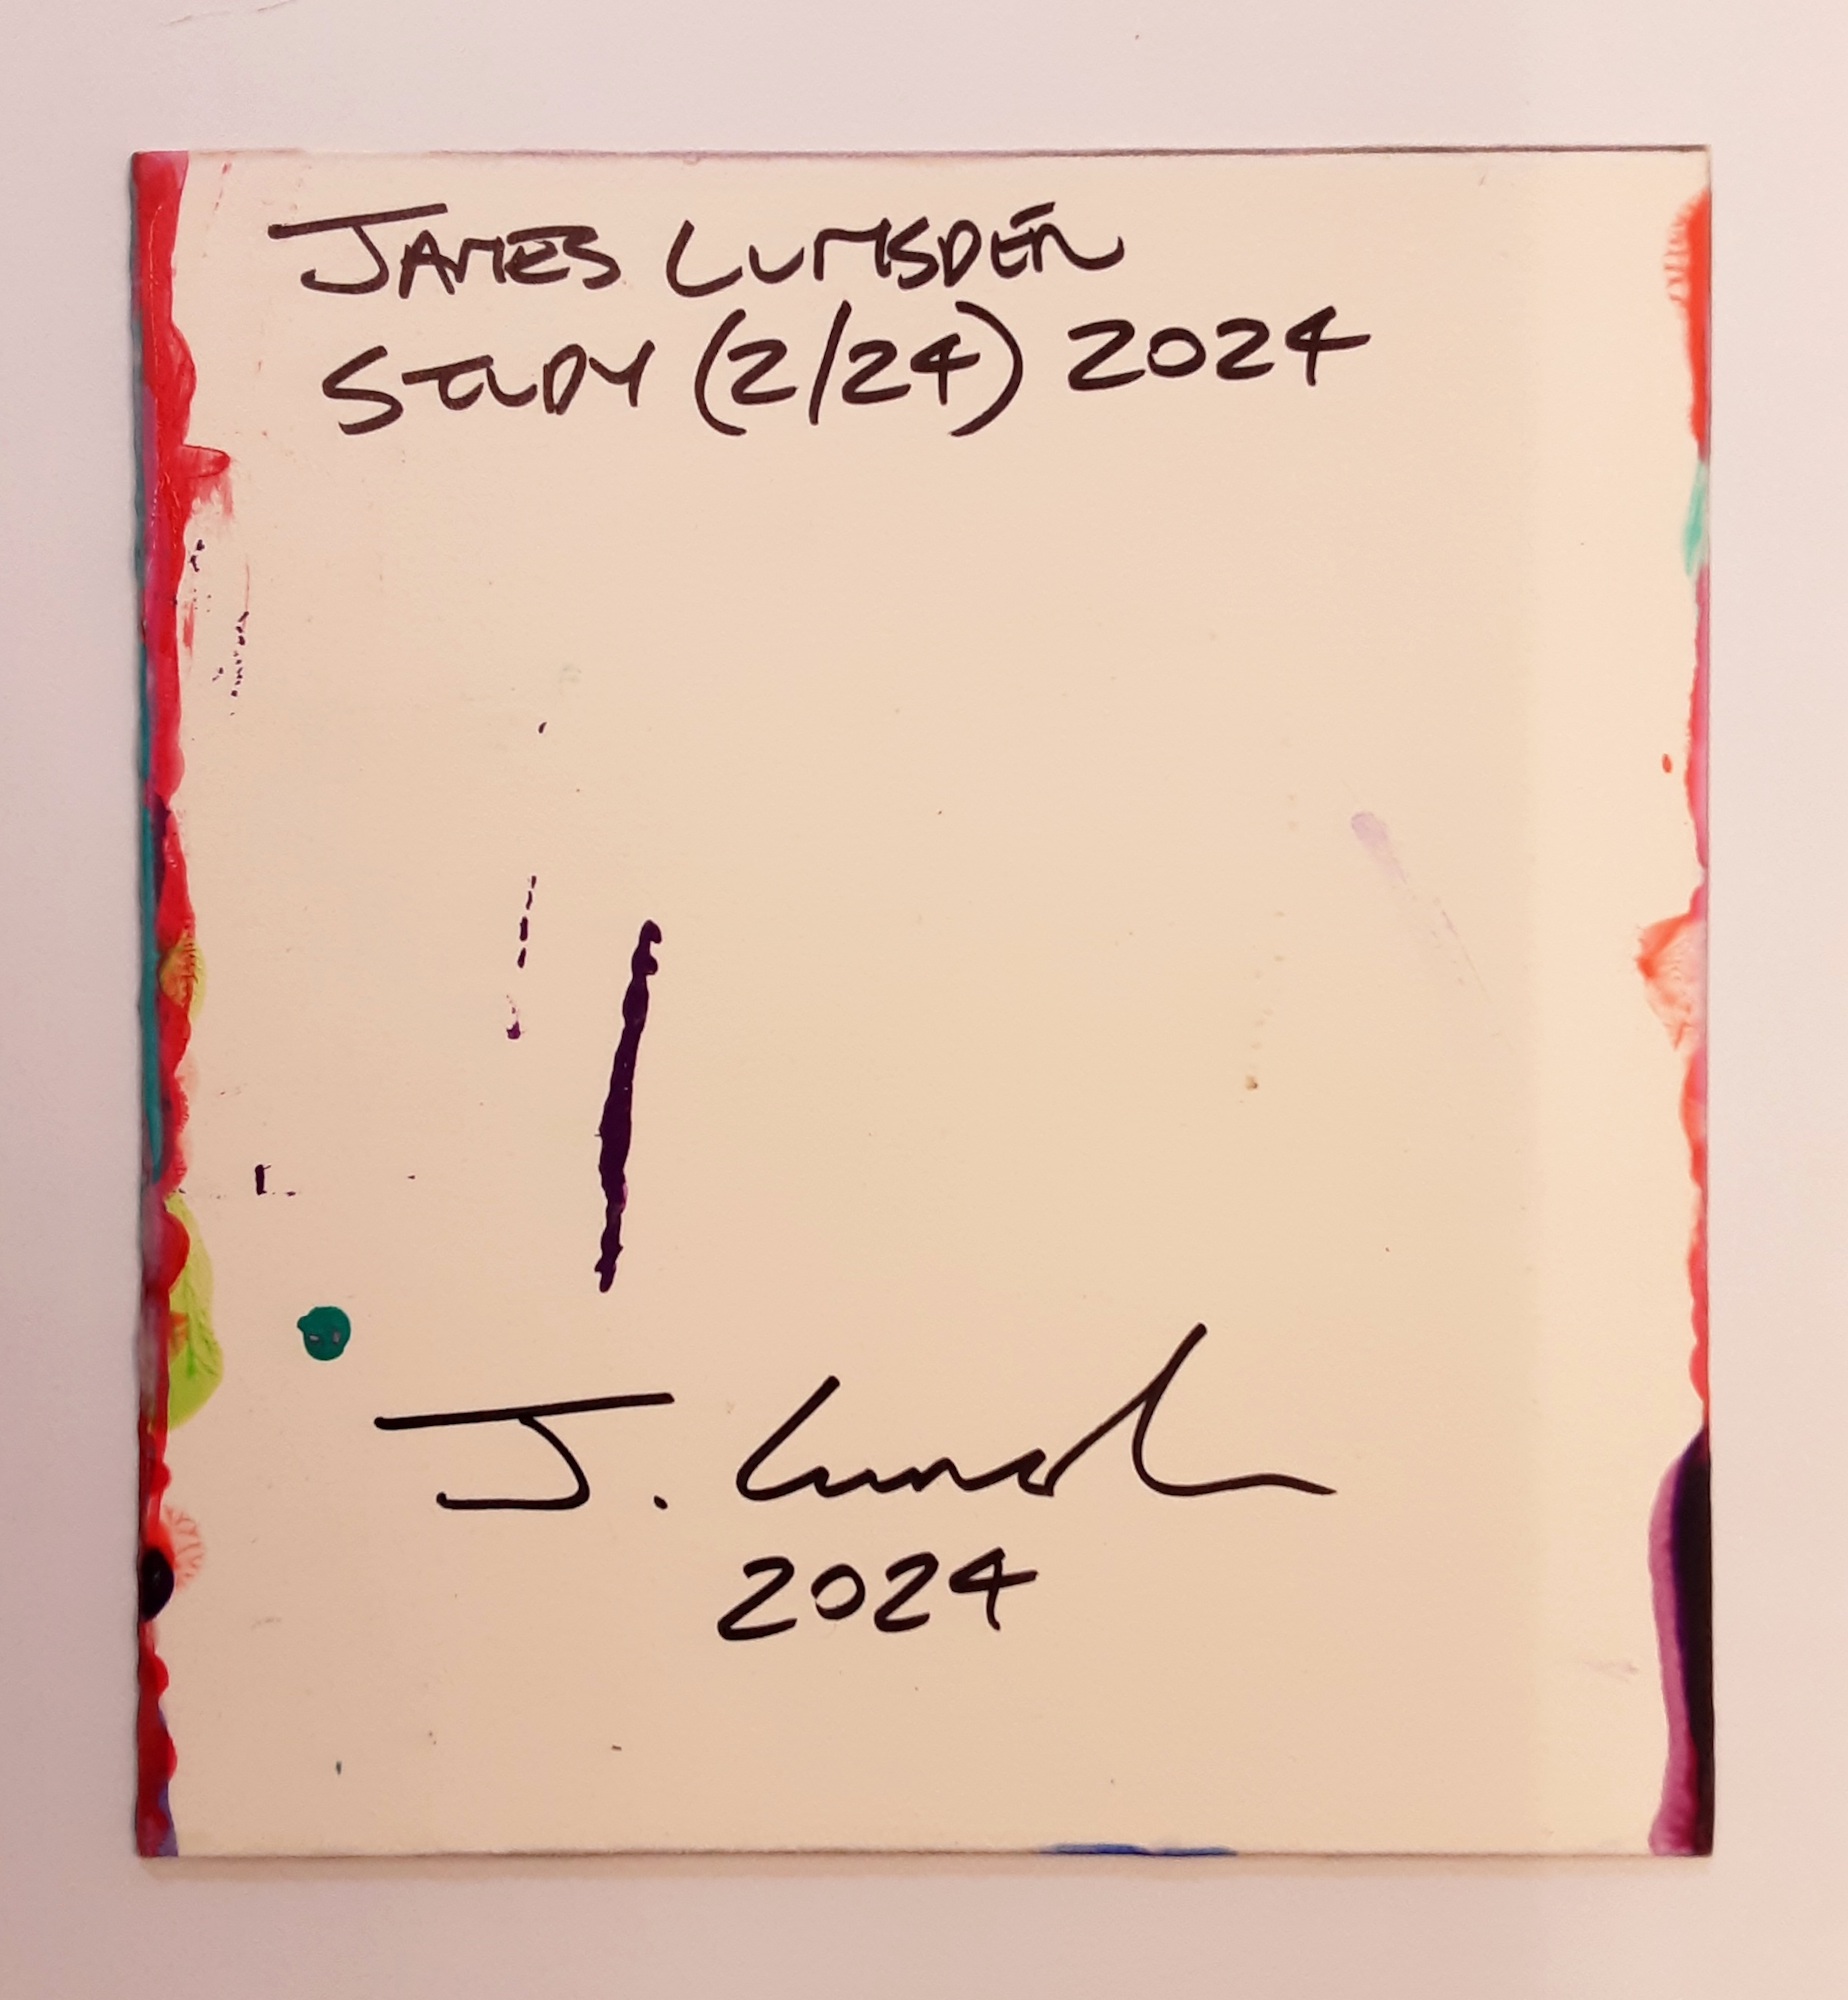 JAMES LUMSDEN
STUDY (2/24) 2024
J. Lumsden
2024